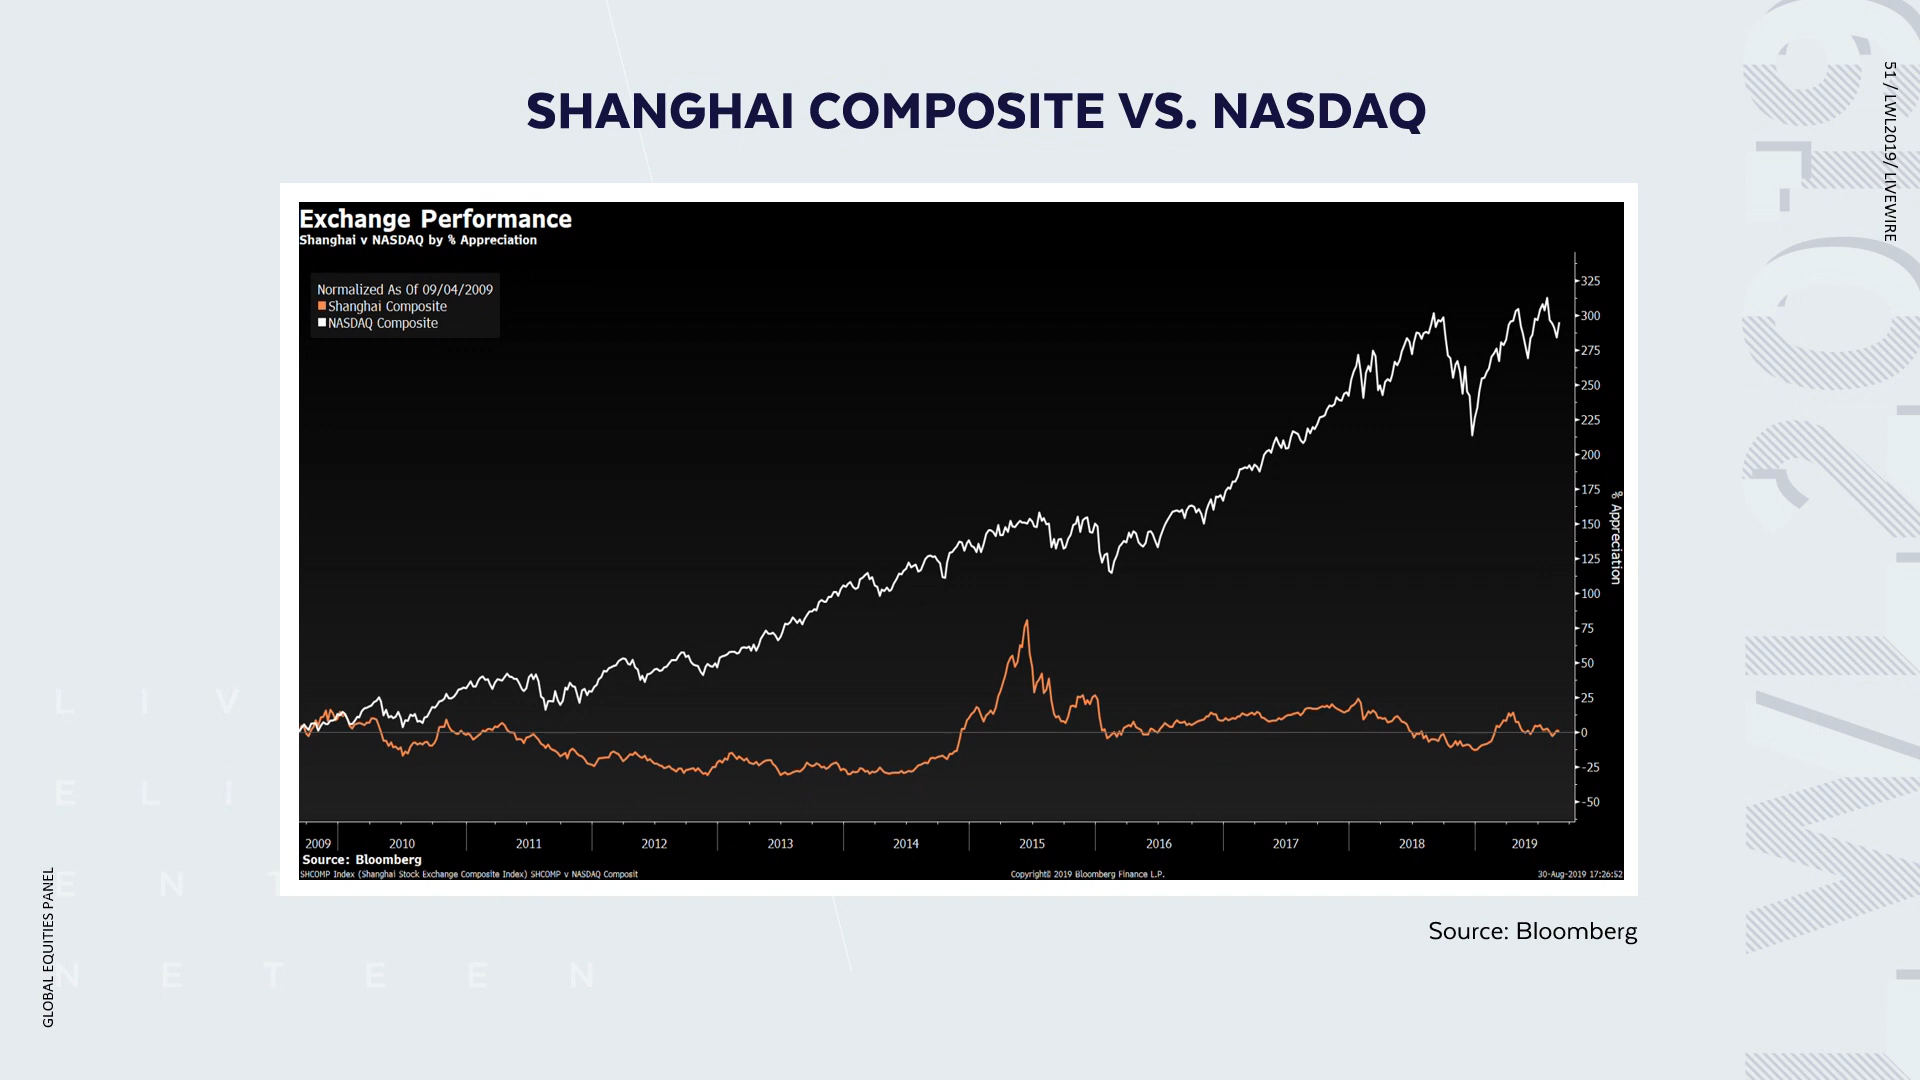 SHANGHAI COMPOSITE VS. NASDAQ
51 / LWL2019/ LIVEWIRE
Exchange Performance
Shanghai v NASDAQ by % Appreciation
Normalized As Of 09/04/2009
Shanghai Composite
NASDAQ Composite
325
300
275
250
225
200
175
150
125
100
75
50
25
0
-25
-50
% Appreciation
2009 2010 2011 2012 2013 2014 2015 2016 2017 2018 2019
Source: Bloomberg
SHCOMP Index (Shanghai Stock Exchange Composite Index) SHCOMP v NASDAQ Composit
Copyright© 2019 Bloomberg Finance L.P.
30-Aug-2019 17:26:52
Source: Bloomberg
GLOBAL EQUITIES PANEL
L I V
E L I
E N T
N E T E E N